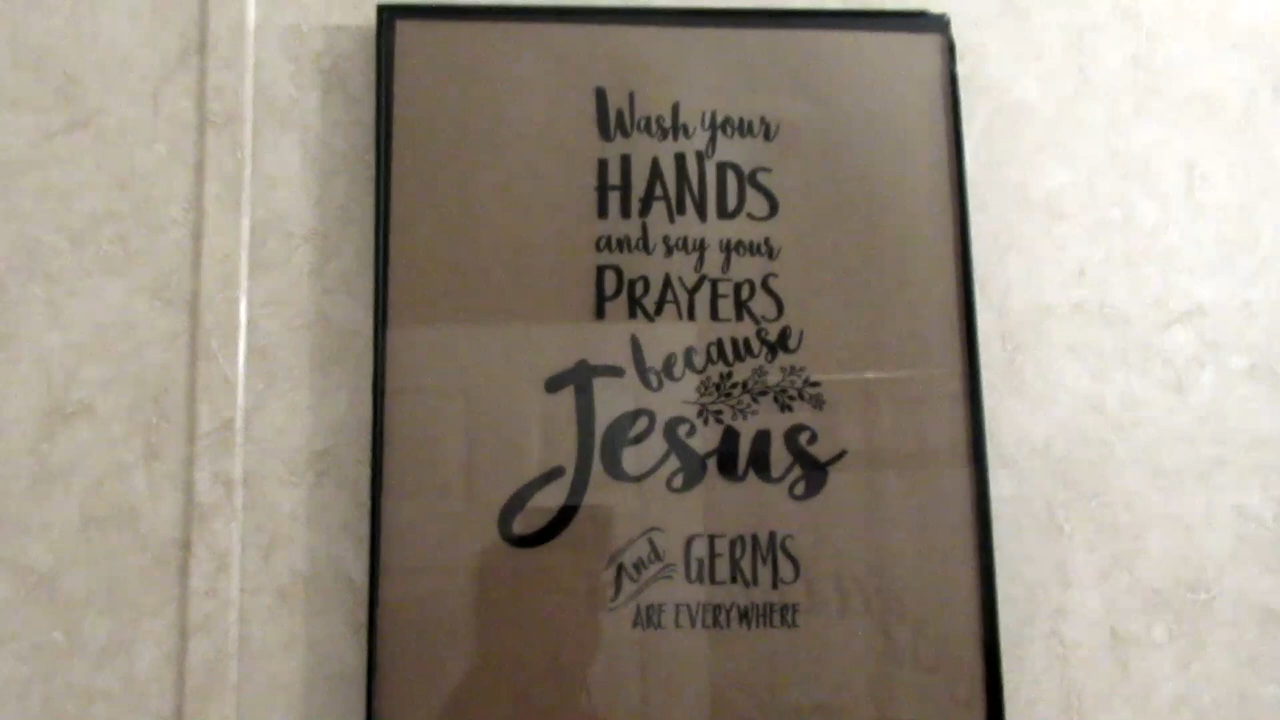 Wash your
HANDS
and say your
PRAYERS
because
Jesus
And GERMS
ARE EVERYWHERE